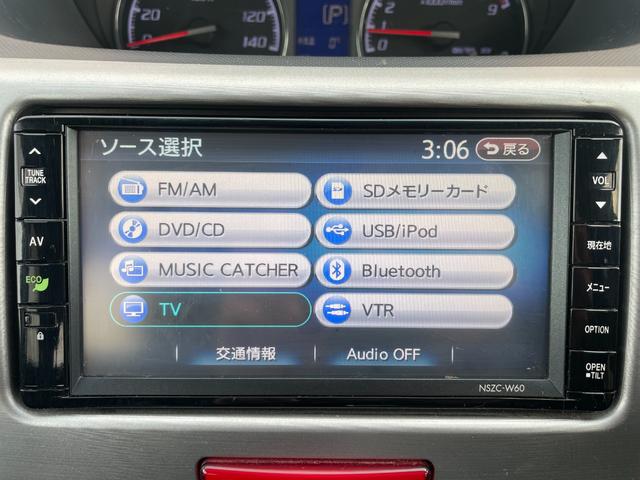 20
0
120
140
P
0
9
ソース選択
3:06
戻る
FM/AM
SDメモリーカード
DVD/CD
USB/iPod
MUSIC CATCHER
Bluetooth
TV
VTR
交通情報
Audio OFF
NSZC-W60
TUNE
TRACK
AV
ECO
VOL
現在地
メニュー
OPTION
OPEN
TILT